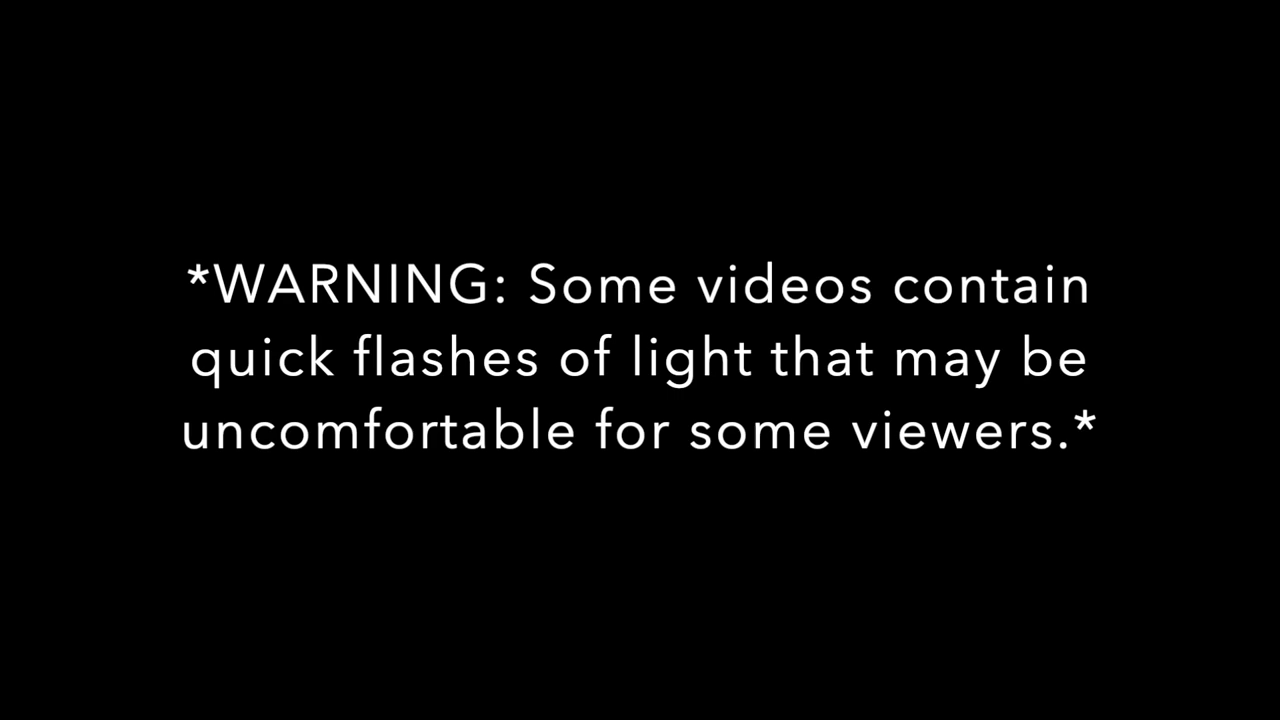 *WARNING: Some videos contain
quick flashes of light that may be
uncomfortable for some viewers.*